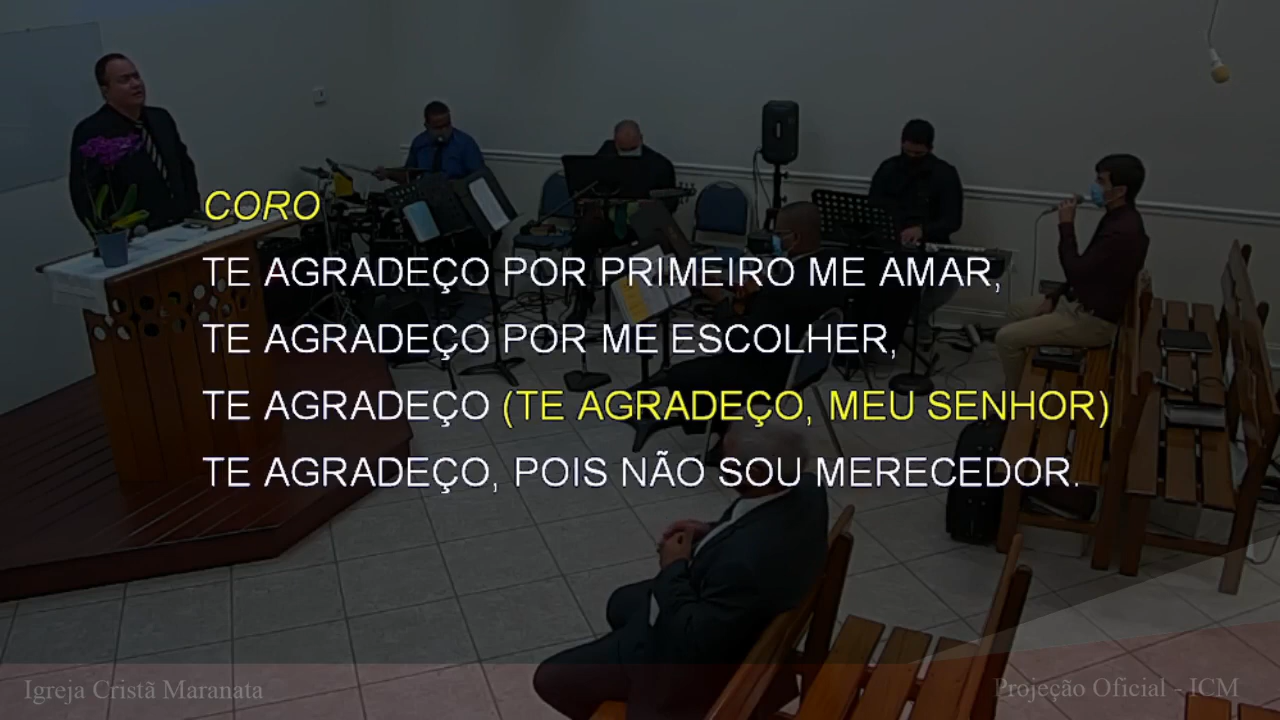 CORO
TE AGRADEÇO POR PRIMEIRO ME AMAR,
TE AGRADEÇO POR ME ESCOLHER,
TE AGRADEÇO (TE AGRADEÇO, MEU SENHOR)
TE AGRADEÇO, POIS NÃO SOU MERECEDOR.
Igreja Cristã Maranata
Projeção Oficial - ICM